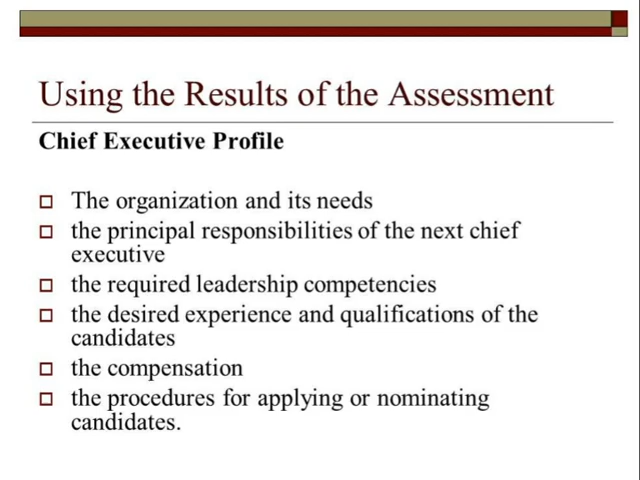 Using the Results of the Assessment
Chief Executive Profile
The organization and its needs
the principal responsibilities of the next chief
executive
the required leadership competencies
the desired experience and qualifications of the
candidates
the compensation
the procedures for applying or nominating
candidates.